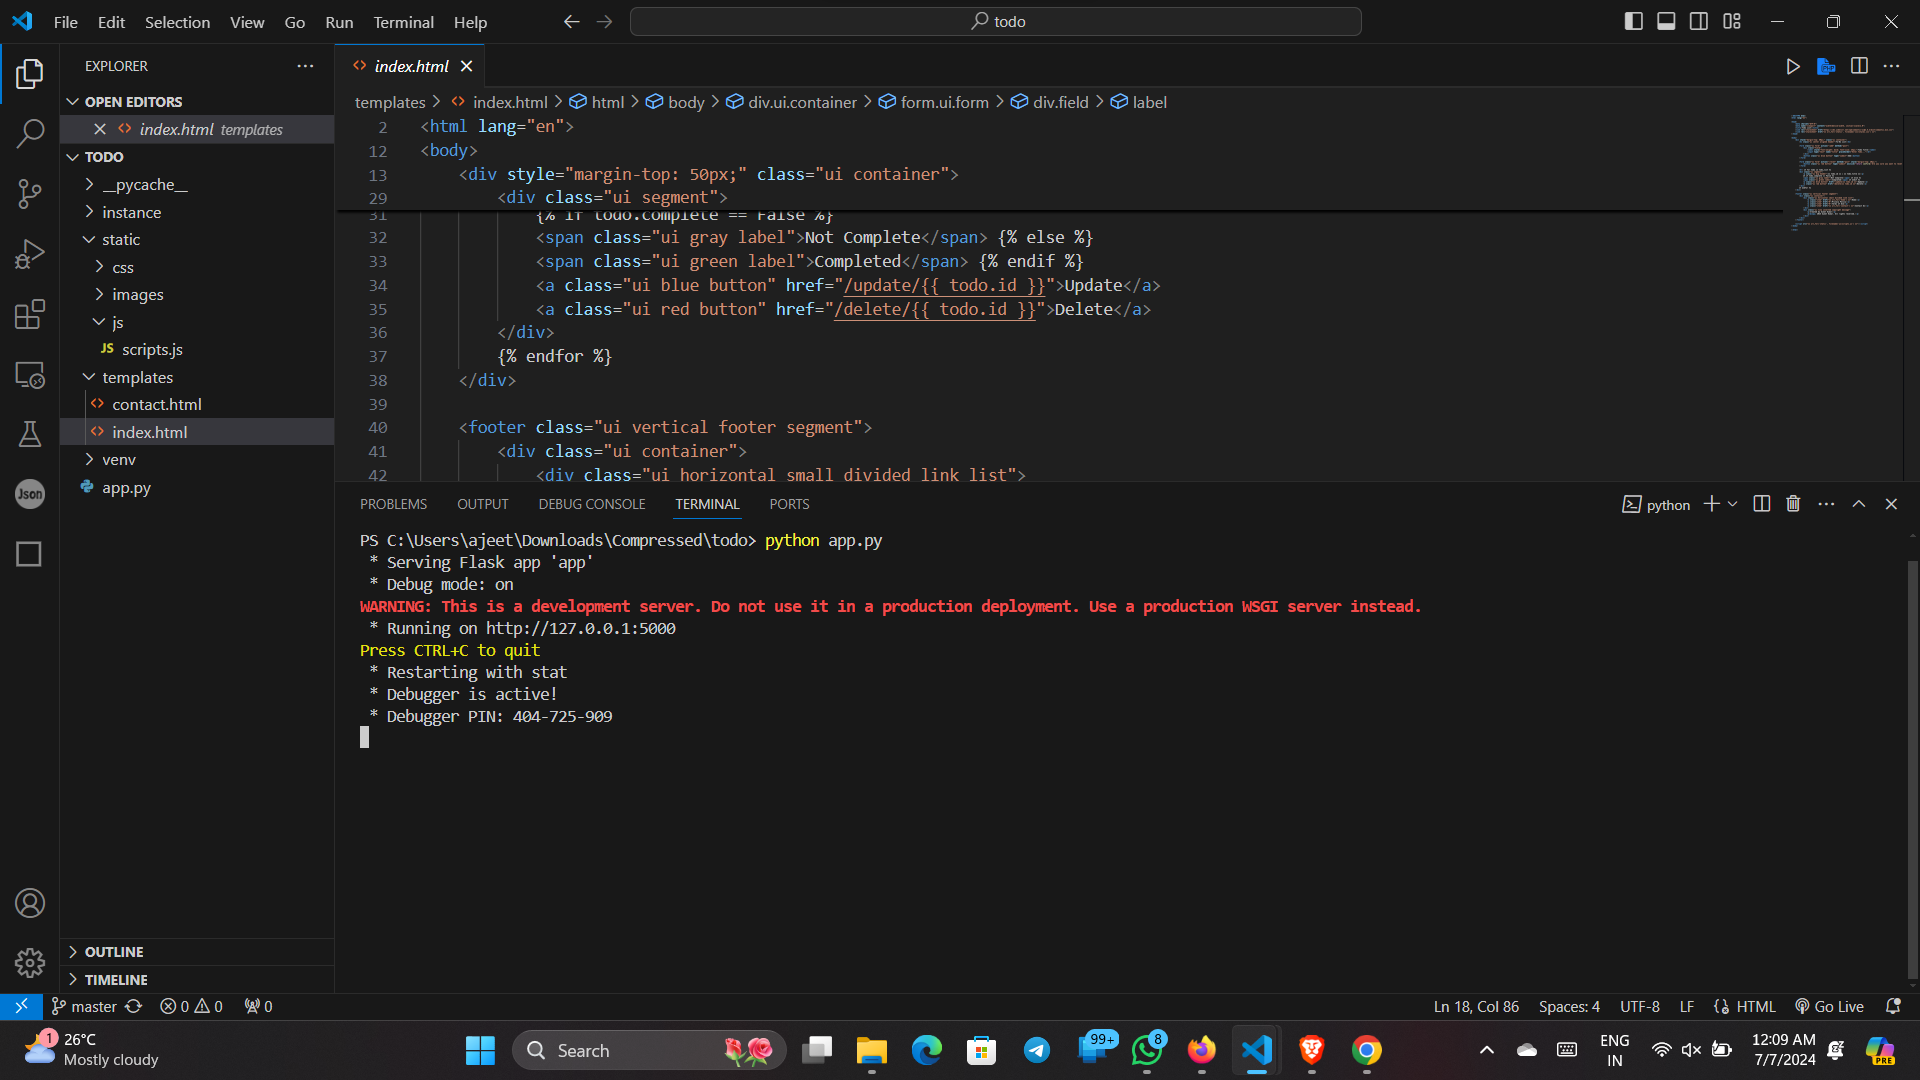 File Edit Selection View Go Run Terminal Help
todo
EXPLORER
OPEN EDITORS
index.html templates
TODO
__pycache__
instance
static
css
images
js
JS scripts.js
templates
contact.html
index.html
venv
app.py
OUTLINE
TIMELINE
Json
index.html
templates > index.html > html > body > div.ui.container > form.ui.form > div.field > label
2 <html lang="en">
12 <body>
13 <div style="margin-top: 50px;" class="ui container">
29 <div class="ui segment">
31 {% if todo.complete == False %}
32 <span class="ui gray label">Not Complete</span> {% else %}
33 <span class="ui green label">Completed</span> {% endif %}
34 <a class="ui blue button" href="/update/{{ todo.id }}">Update</a>
35 <a class="ui red button" href="/delete/{{ todo.id }}">Delete</a>
36 </div>
37 {% endfor %}
38 </div>
39
40 <footer class="ui vertical footer segment">
41 <div class="ui container">
42 <div class="ui horizontal small divided link list">
PROBLEMS OUTPUT DEBUG CONSOLE TERMINAL PORTS
python
PS C:\Users\ajeet\Downloads\Compressed\todo> python app.py
* Serving Flask app 'app'
* Debug mode: on
WARNING: This is a development server. Do not use it in a production deployment. Use a production WSGI server instead.
* Running on http://127.0.0.1:5000
Press CTRL+C to quit
* Restarting with stat
* Debugger is active!
* Debugger PIN: 404-725-909
master 0 0 0
Ln 18, Col 86 Spaces: 4 UTF-8 LF HTML Go Live
1 26°C
Mostly cloudy
Search
99+ 8
ENG
IN
12:09 AM
7/7/2024
PRE